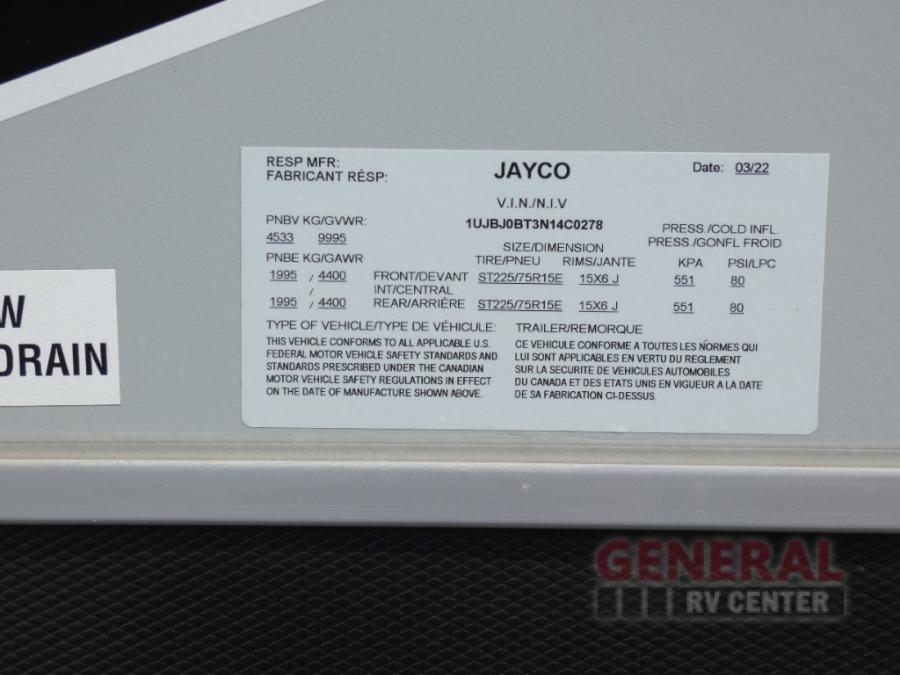 RESP MFR: JAYCO Date: 03/22
FABRICANT RÉSP:
V.I.N./N.I.V
PNBV KG/GVWR: 1UJBJ0BT3N14C0278 PRESS./COLD INFL.
4533 9995 SIZE/DIMENSION PRESS./GONFL FROID
PNBE KG/GAWR TIRE/PNEU RIMS/JANTE KPA PSI/LPC
1995 / 4400 FRONT/DEVANT ST225/75R15E 15X6 J 551 80
INT/CENTRAL
1995 / 4400 REAR/ARRIÈRE ST225/75R15E 15X6 J 551 80
TYPE OF VEHICLE/TYPE DE VÉHICULE: TRAILER/REMORQUE
THIS VEHICLE CONFORMS TO ALL APPLICABLE U.S.
FEDERAL MOTOR VEHICLE SAFETY STANDARDS AND
STANDARDS PRESCRIBED UNDER THE CANADIAN
MOTOR VEHICLE SAFETY REGULATIONS IN EFFECT
ON THE DATE OF MANUFACTURE SHOWN ABOVE.
CE VEHICULE CONFORME A TOUTES LES NORMES QUI
LUI SONT APPLICABLES EN VERTU DU REGLEMENT
SUR LA SECURITE DE VEHICULES AUTOMOBILES
DU CANADA ET DES ETATS UNIS EN VIGUEUR A LA DATE
DE SA FABRICATION CI-DESSUS.
W
DRAIN
GENERAL
RV CENTER